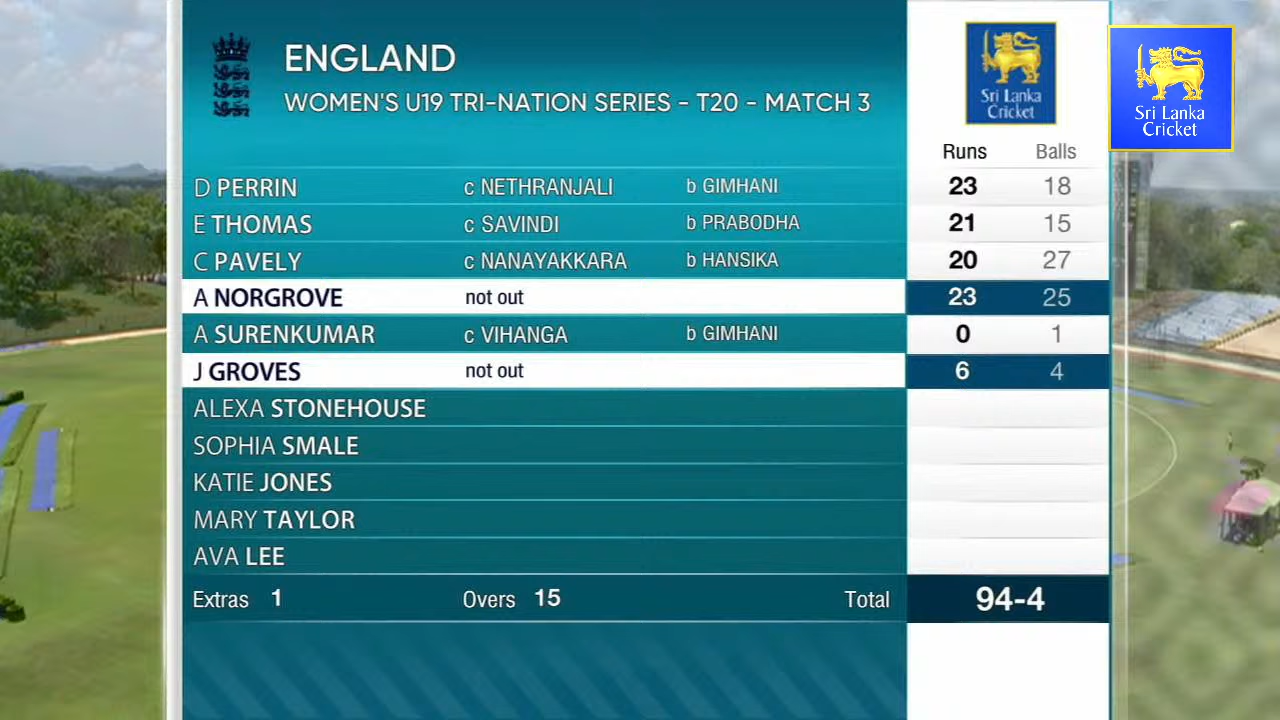 ENGLAND
WOMEN'S U19 TRI-NATION SERIES - T20 - MATCH 3
Sri Lanka
Cricket
Sri Lanka
Cricket
Runs Balls
D PERRIN c NETHRANJALI b GIMHANI 23 18
E THOMAS c SAVINDI b PRABODHA 21 15
C PAVELY c NANAYAKKARA b HANSIKA 20 27
A NORGROVE not out 23 25
A SURENKUMAR c VIHANGA b GIMHANI 0 1
J GROVES not out 6 4
ALEXA STONEHOUSE
SOPHIA SMALE
KATIE JONES
MARY TAYLOR
AVA LEE
Extras 1 Overs 15 Total 94-4